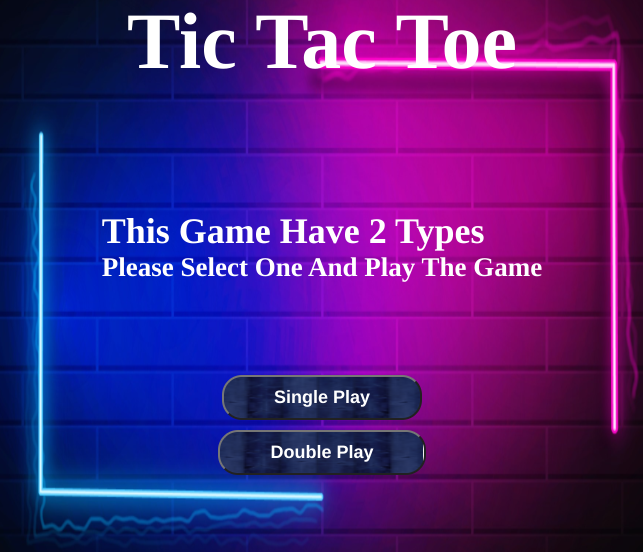 Tic Tac Toe
This Game Have 2 Types
Please Select One And Play The Game
Single Play
Double Play